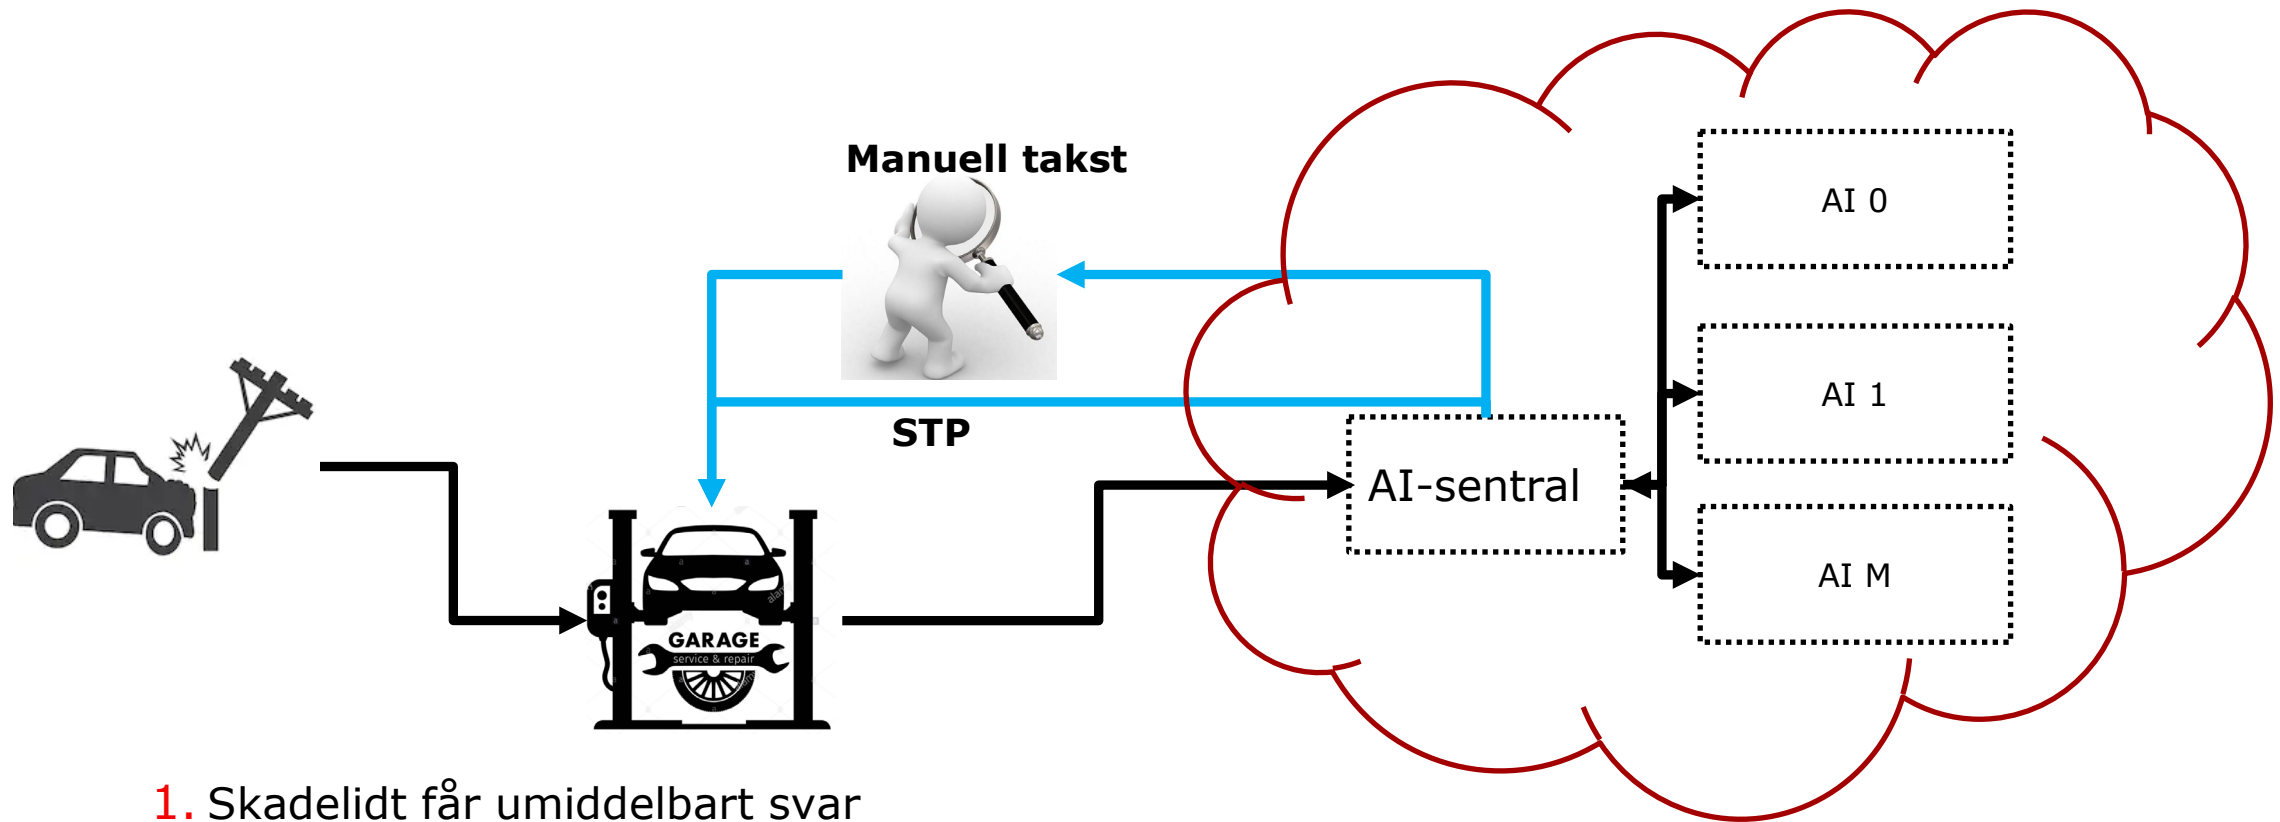 Manuell takst
AI 0
AI 1
STP
AI-sentral
AI M
GARAGE
service & repair
1. Skadelidt får umiddelbart svar